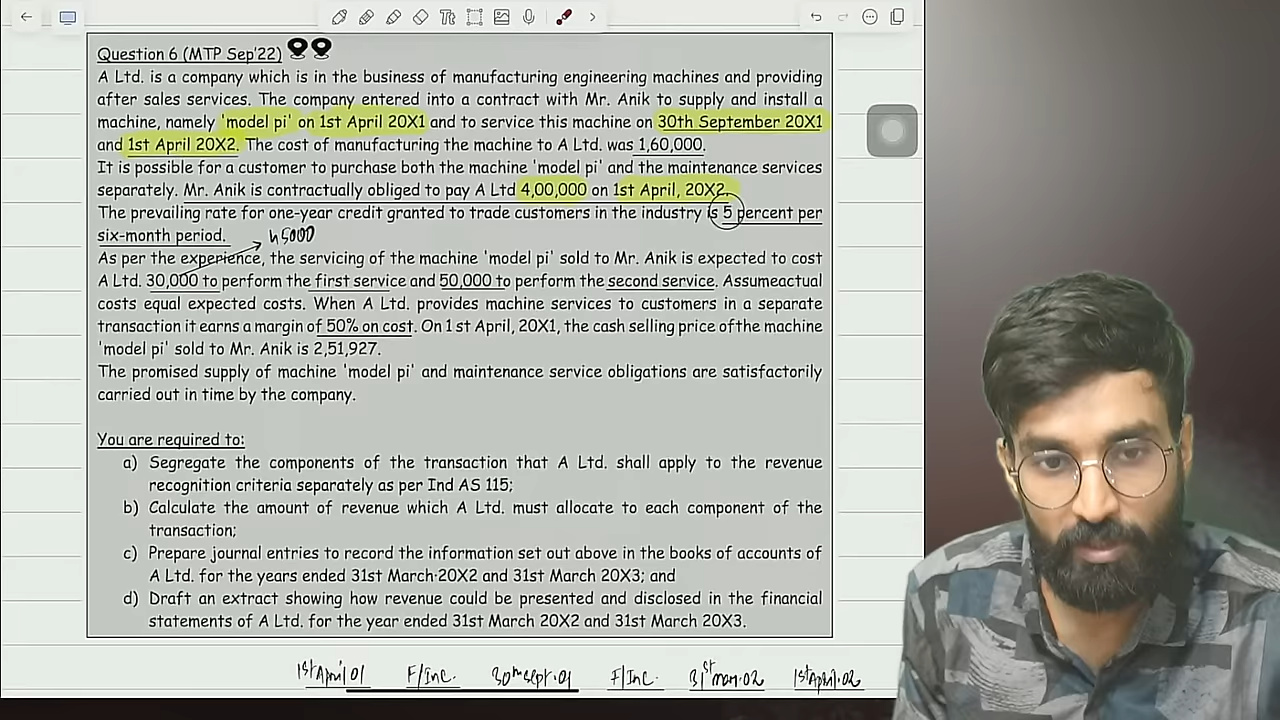 Question 6 (MTP Sep'22)
A Ltd. is a company which is in the business of manufacturing engineering machines and providing
after sales services. The company entered into a contract with Mr. Anik to supply and install a
machine, namely 'model pi' on 1st April 20X1 and to service this machine on 30th September 20X1
and 1st April 20X2. The cost of manufacturing the machine to A Ltd. was 1,60,000.
It is possible for a customer to purchase both the machine 'model pi' and the maintenance services
separately. Mr. Anik is contractually obliged to pay A Ltd 4,00,000 on 1st April, 20X2.
The prevailing rate for one-year credit granted to trade customers in the industry is 5 percent per
six-month period.
45000
As per the experience, the servicing of the machine 'model pi' sold to Mr. Anik is expected to cost
A Ltd. 30,000 to perform the first service and 50,000 to perform the second service. Assumeactual
costs equal expected costs. When A Ltd. provides machine services to customers in a separate
transaction it earns a margin of 50% on cost. On 1 st April, 20X1, the cash selling price ofthe machine
'model pi' sold to Mr. Anik is 2,51,927.
The promised supply of machine 'model pi' and maintenance service obligations are satisfactorily
carried out in time by the company.
You are required to:
a) Segregate the components of the transaction that A Ltd. shall apply to the revenue
recognition criteria separately as per Ind AS 115;
b) Calculate the amount of revenue which A Ltd. must allocate to each component of the
transaction;
c) Prepare journal entries to record the information set out above in the books of accounts of
A Ltd. for the years ended 31st March·20X2 and 31st March 20X3; and
d) Draft an extract showing how revenue could be presented and disclosed in the financial
statements of A Ltd. for the year ended 31st March 20X2 and 31st March 20X3.
1st April 01 F/Inc. 30th sept.01 F/Inc. 31st mar.02 1st April.02